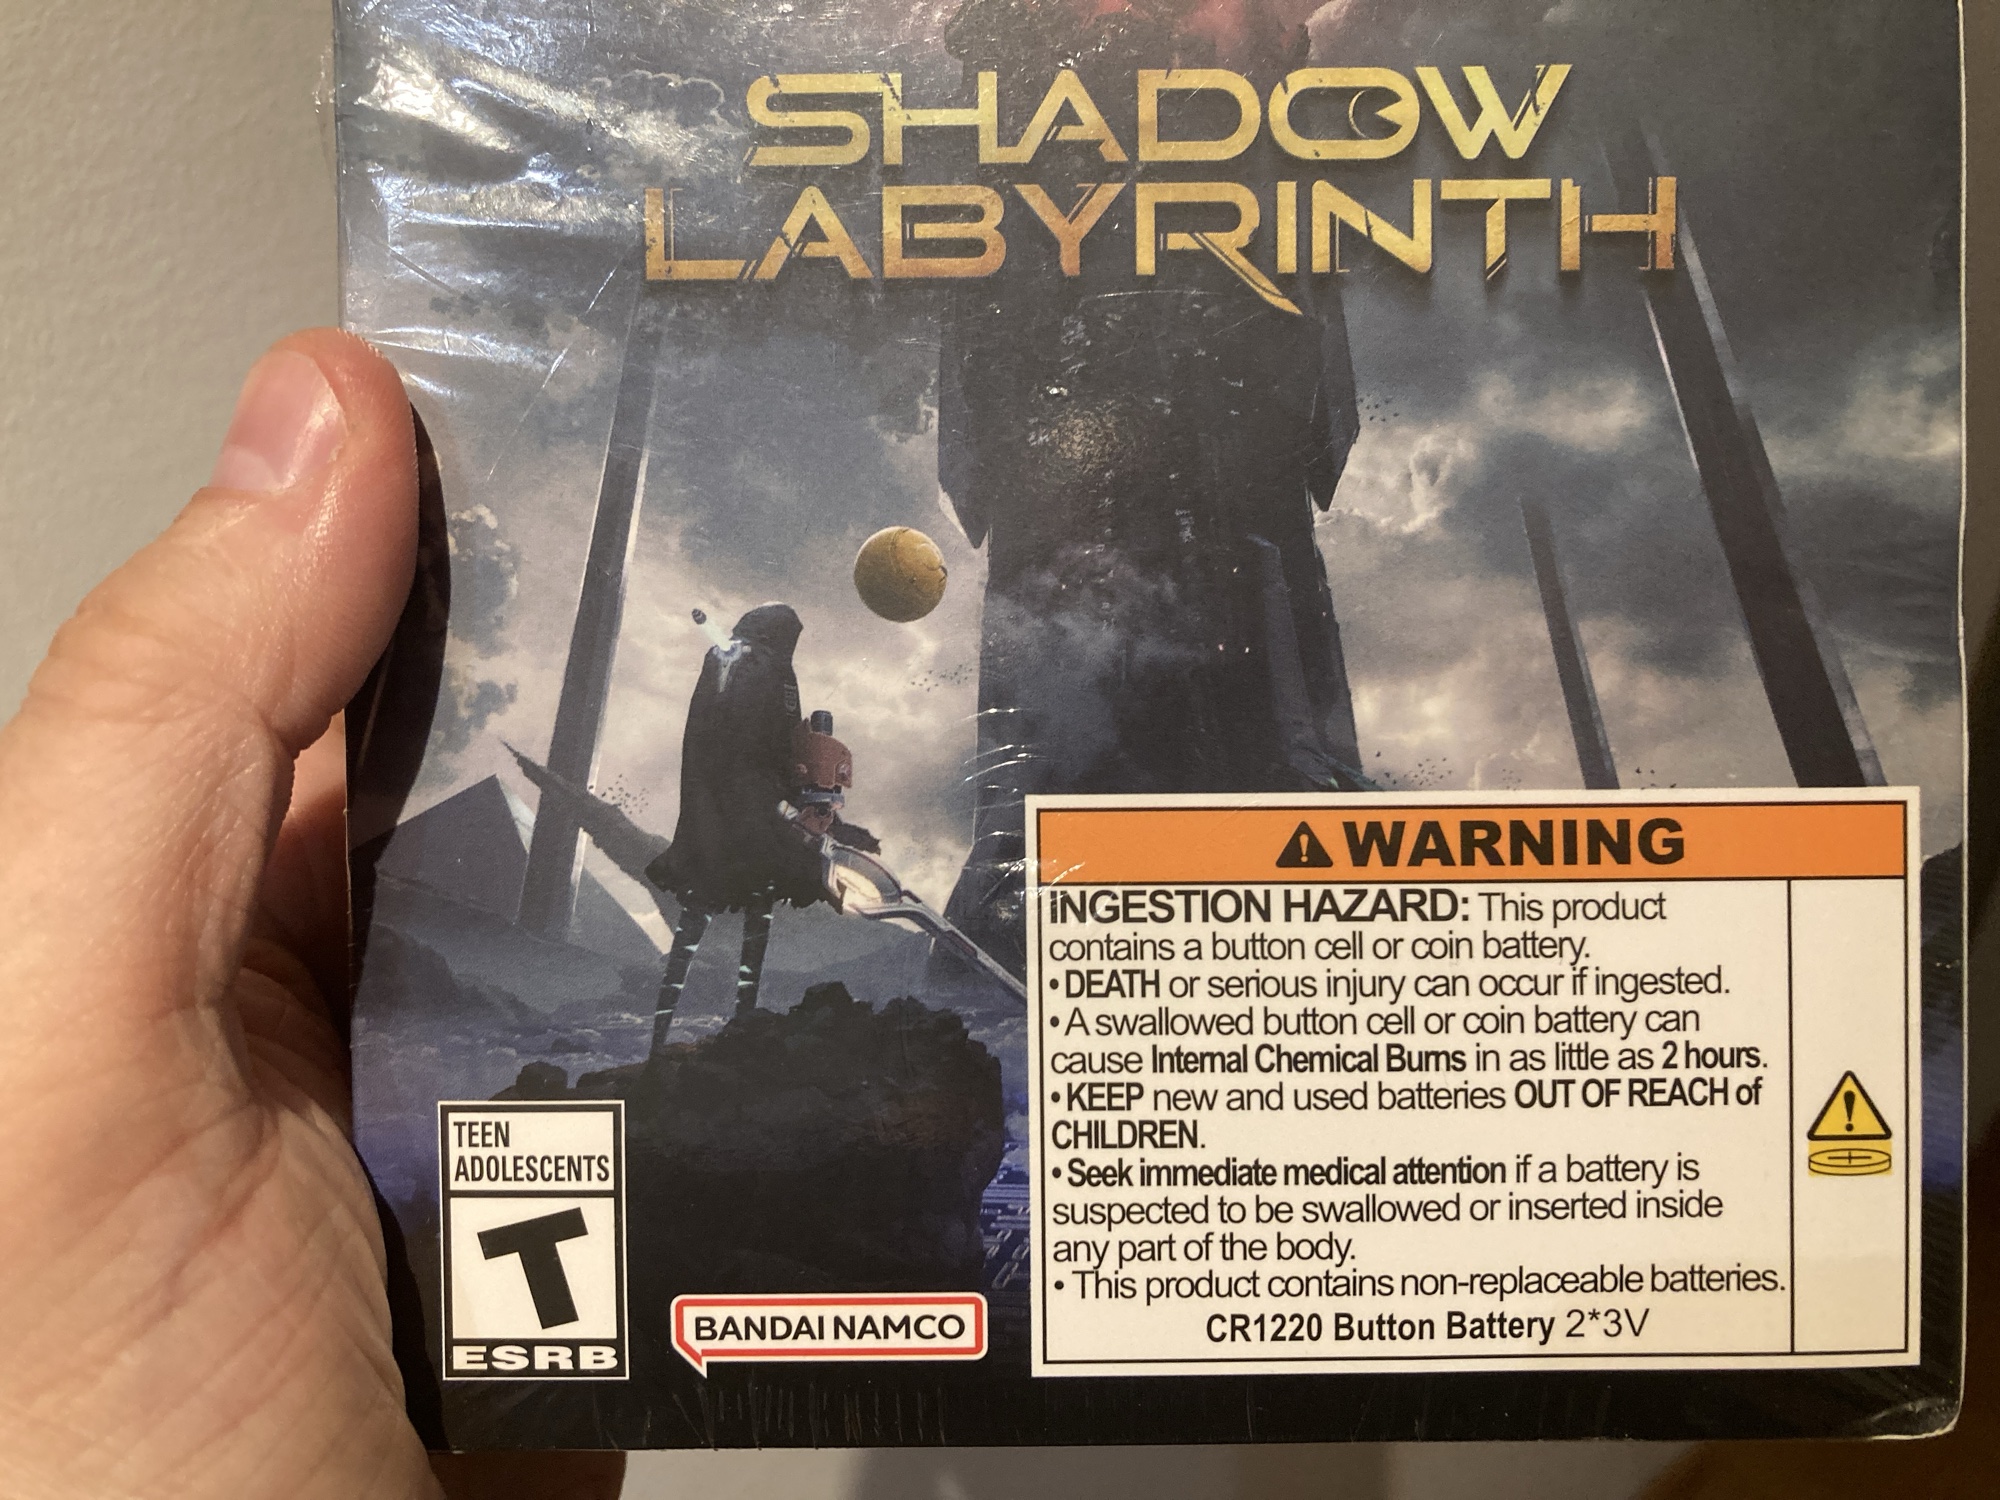 SHADOW
LABYRINTH
WARNING
INGESTION HAZARD: This product
contains a button cell or coin battery.
• DEATH or serious injury can occur if ingested.
• A swallowed button cell or coin battery can
cause Internal Chemical Burns in as little as 2 hours.
• KEEP new and used batteries OUT OF REACH of
CHILDREN.
• Seek immediate medical attention if a battery is
suspected to be swallowed or inserted inside
any part of the body.
• This product contains non-replaceable batteries.
CR1220 Button Battery 2*3V
TEEN
ADOLESCENTS
T
ESRB
BANDAI NAMCO